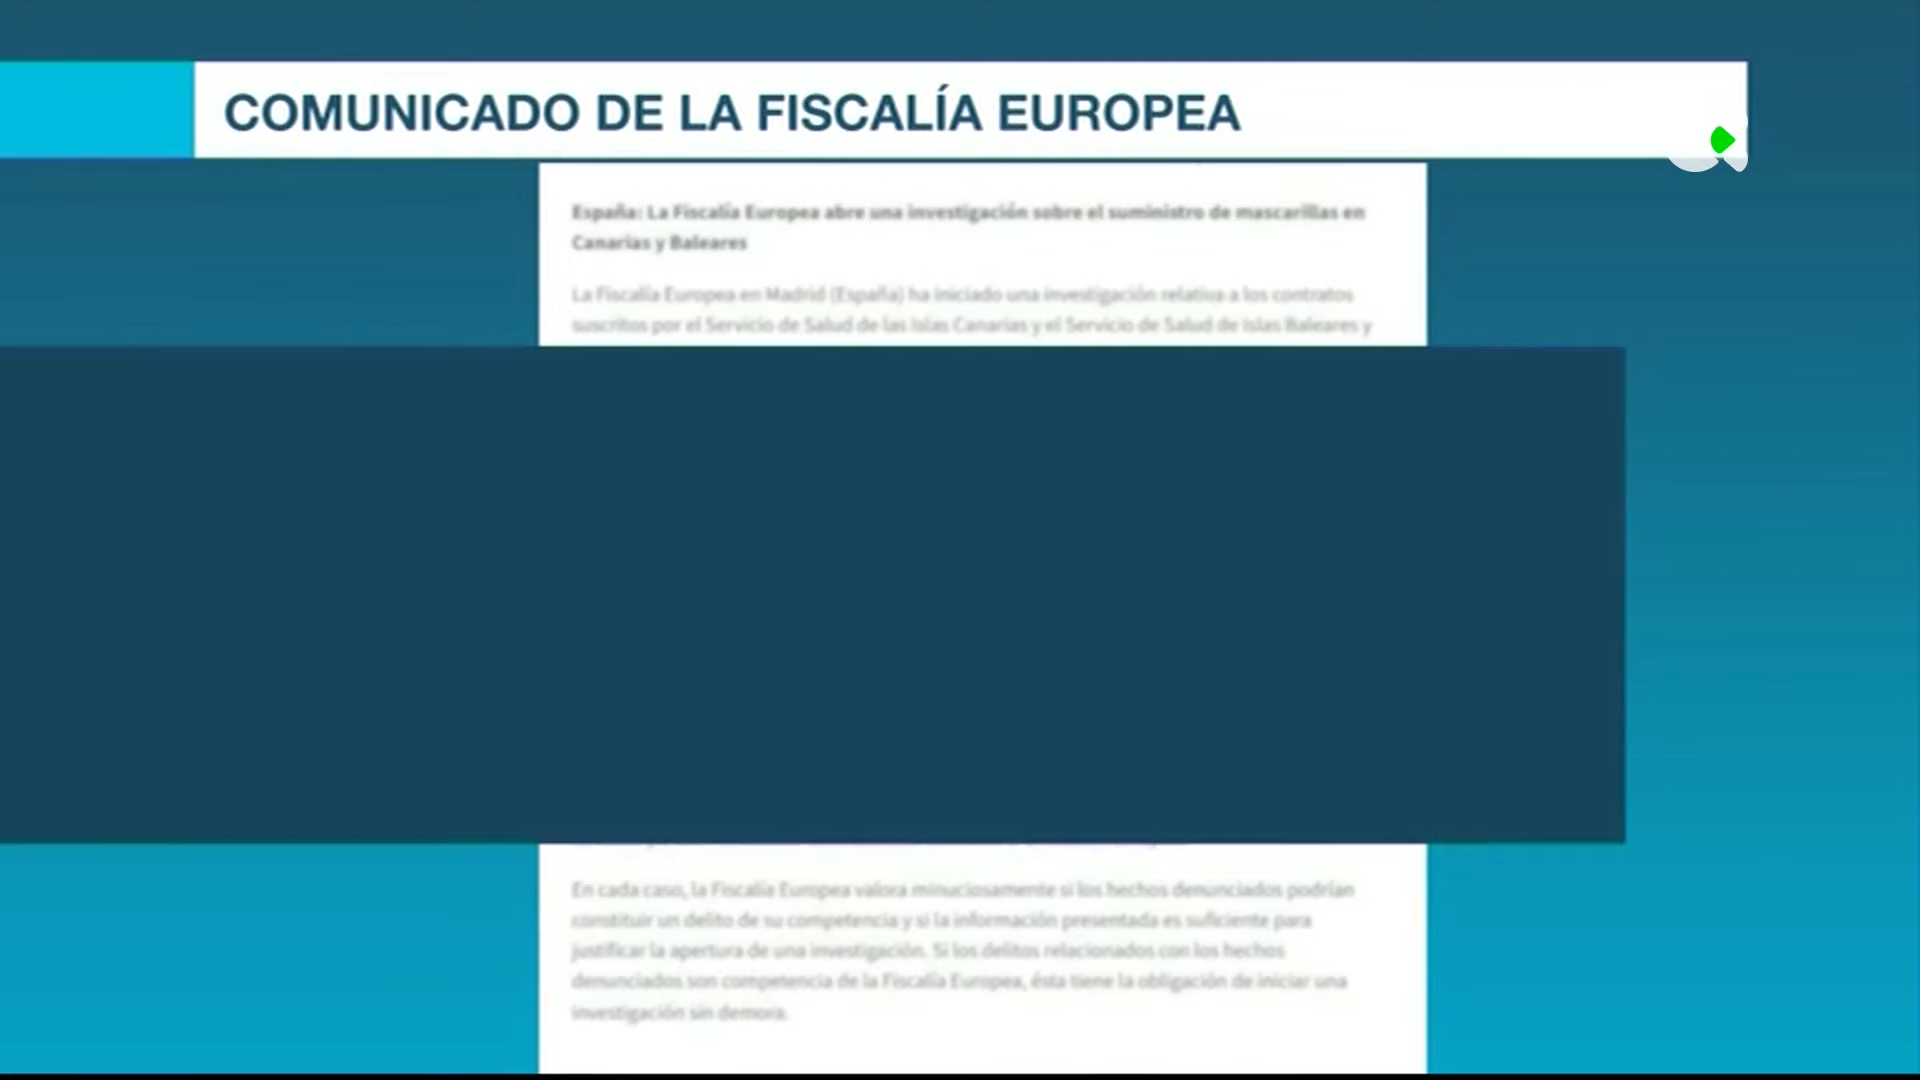 COMUNICADO DE LA FISCALÍA EUROPEA
España: La Fiscalía Europea abre una investigación sobre el suministro de mascarillas en
Canarias y Baleares
La Fiscalía Europea en Madrid (España) ha iniciado una investigación relativa a los contratos
suscritos por el Servicio de Salud de las Islas Canarias y el Servicio de Salud de Islas Baleares y
En cada caso, la Fiscalía Europea valora minuciosamente si los hechos denunciados podrían
constituir un delito de su competencia y si la información presentada es suficiente para
justificar la apertura de una investigación. Si los delitos relacionados con los hechos
denunciados son competencia de la Fiscalía Europea, ésta tiene la obligación de iniciar una
investigación sin demora.